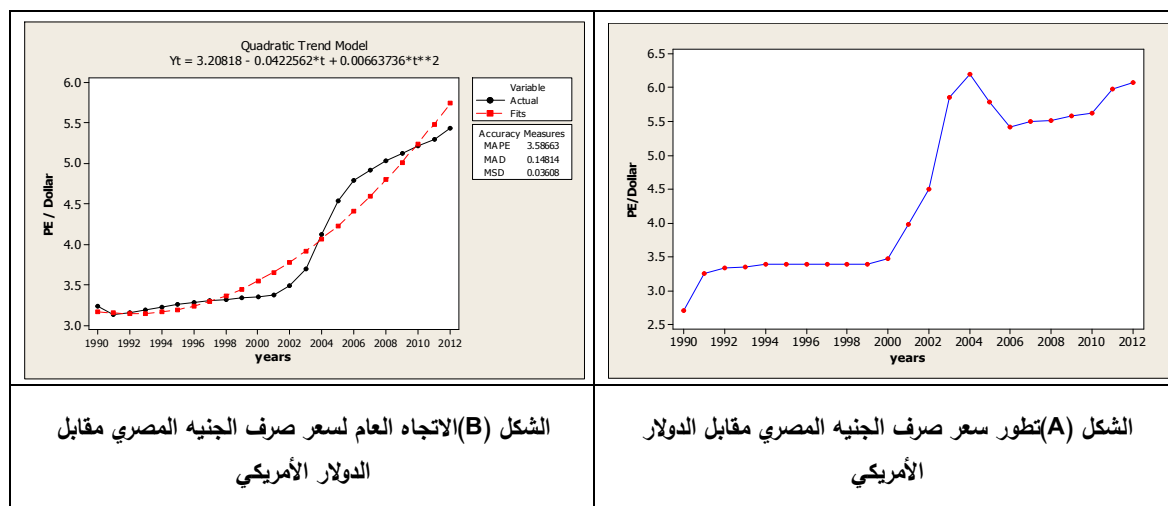 Quadratic Trend Model
Yt = 3.20818 - 0.0422562*t + 0.00663736*t**2
6.0
5.5
5.0
4.5
4.0
3.5
3.0
PE / Dollar
1990 1992 1994 1996 1998 2000 2002 2004 2006 2008 2010 2012
years
Variable
Actual
Fits
Accuracy Measures
MAPE 3.58663
MAD 0.14814
MSD 0.03608
6.5
6.0
5.5
5.0
4.5
4.0
3.5
3.0
2.5
PE/Dollar
1990 1992 1994 1996 1998 2000 2002 2004 2006 2008 2010 2012
years
الشكل (A)تطور سعر صرف الجنيه المصري مقابل الدولار
الأمريكي
الشكل (B)الاتجاه العام لسعر صرف الجنيه المصري مقابل
الدولار الأمريكي